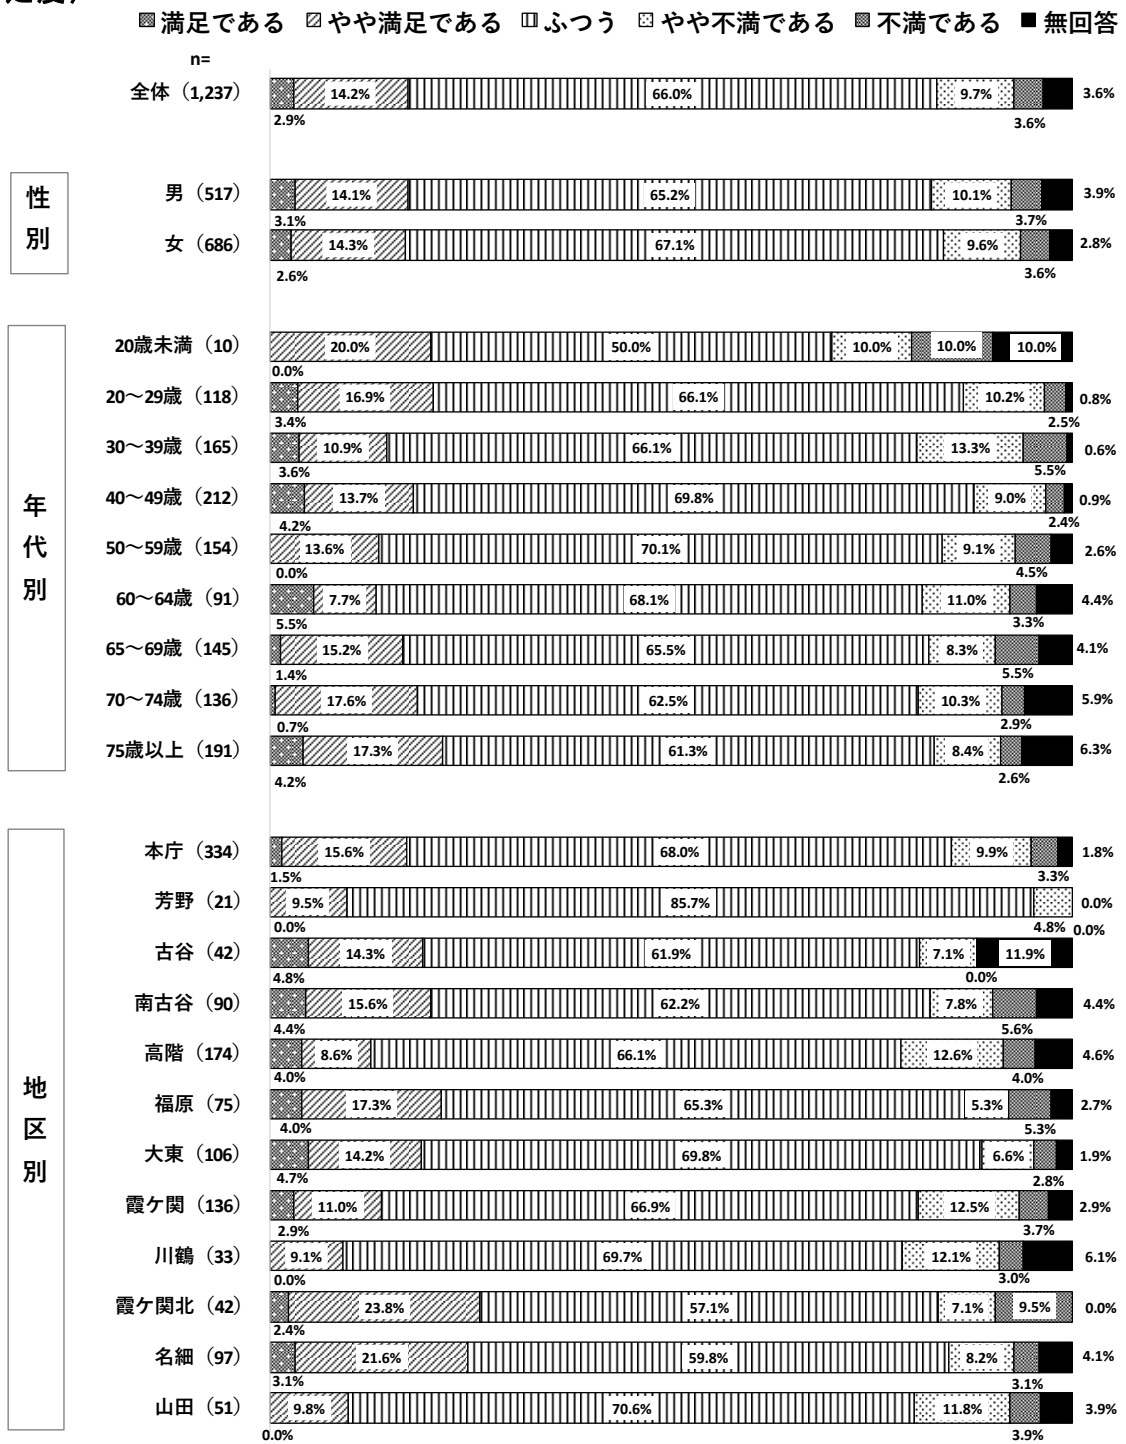 満足である やや満足である ふつう やや不満である 不満である 無回答
n=
全体（1,237） 14.2% 66.0% 9.7% 3.6%
2.9% 3.6%
性別
男（517） 14.1% 65.2% 10.1% 3.9%
3.1% 3.7%
女（686） 14.3% 67.1% 9.6% 2.8%
2.6% 3.6%
年代別
20歳未満（10） 20.0% 50.0% 10.0% 10.0% 10.0%
0.0%
20〜29歳（118） 16.9% 66.1% 10.2% 0.8%
3.4% 2.5%
30〜39歳（165） 10.9% 66.1% 13.3% 0.6%
3.6% 5.5%
40〜49歳（212） 13.7% 69.8% 9.0% 0.9%
4.2% 2.4%
50〜59歳（154） 13.6% 70.1% 9.1% 2.6%
0.0% 4.5%
60〜64歳（91） 7.7% 68.1% 11.0% 4.4%
5.5% 3.3%
65〜69歳（145） 15.2% 65.5% 8.3% 4.1%
1.4% 5.5%
70〜74歳（136） 17.6% 62.5% 10.3% 5.9%
0.7% 2.9%
75歳以上（191） 17.3% 61.3% 8.4% 6.3%
4.2% 2.6%
地区別
本庁（334） 15.6% 68.0% 9.9% 1.8%
1.5% 3.3%
芳野（21） 9.5% 85.7% 0.0%
0.0% 4.8% 0.0%
古谷（42） 14.3% 61.9% 7.1% 11.9%
4.8% 0.0%
南古谷（90） 15.6% 62.2% 7.8% 4.4%
4.4% 5.6%
高階（174） 8.6% 66.1% 12.6% 4.6%
4.0% 4.0%
福原（75） 17.3% 65.3% 5.3% 2.7%
4.0% 5.3%
大東（106） 14.2% 69.8% 6.6% 1.9%
4.7% 2.8%
霞ケ関（136） 11.0% 66.9% 12.5% 2.9%
2.9% 3.7%
川鶴（33） 9.1% 69.7% 12.1% 6.1%
0.0% 3.0%
霞ケ関北（42） 23.8% 57.1% 7.1% 9.5% 0.0%
2.4%
名細（97） 21.6% 59.8% 8.2% 4.1%
3.1% 3.1%
山田（51） 9.8% 70.6% 11.8% 3.9%
0.0% 3.9%